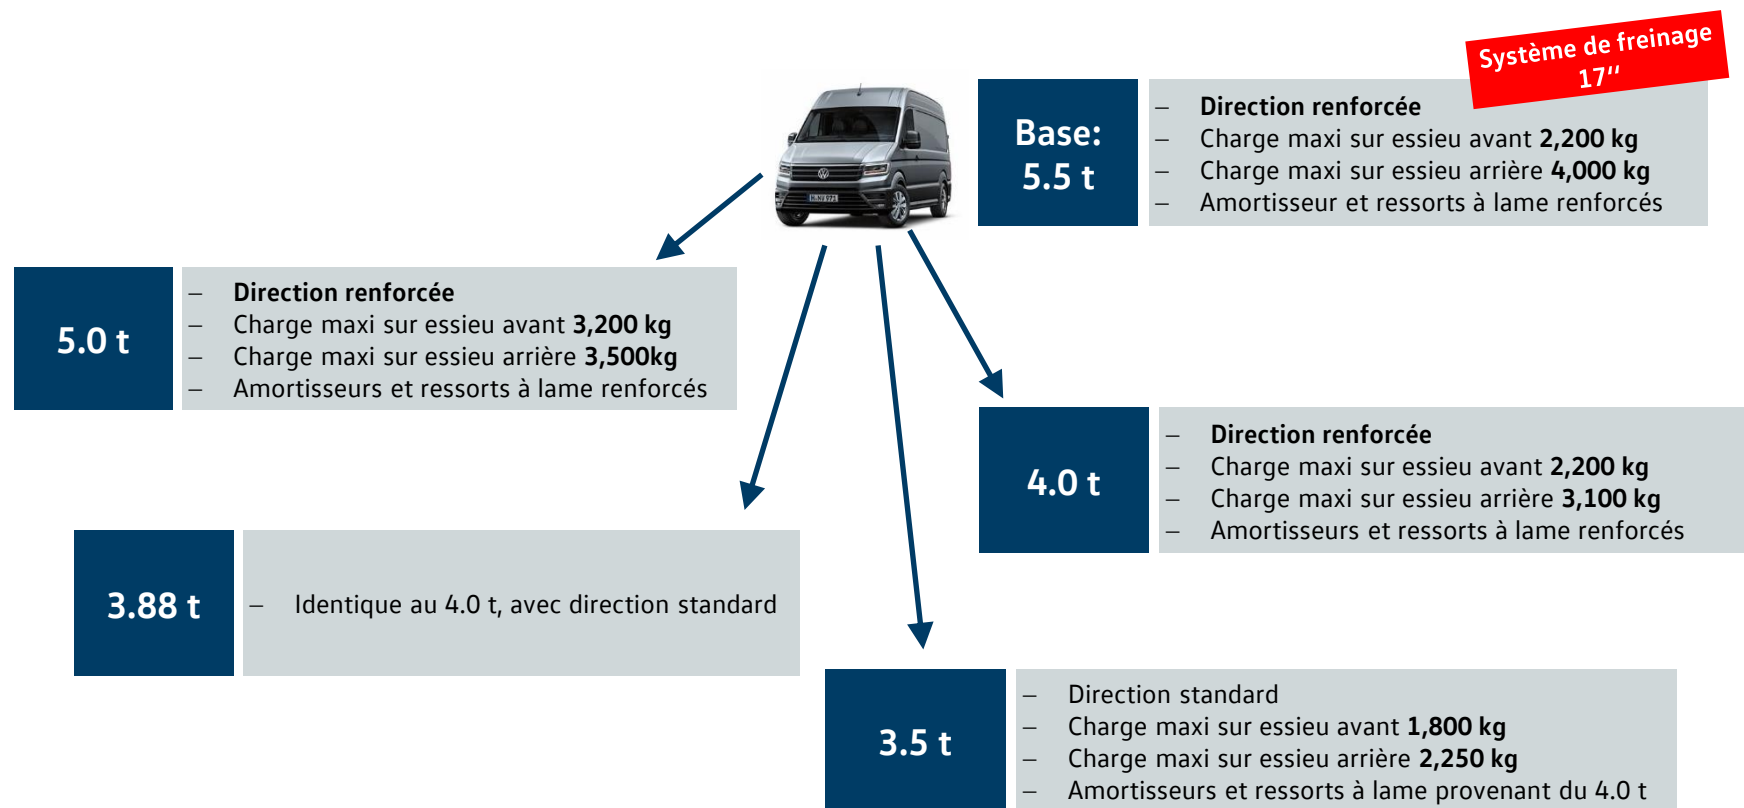 Système de freinage
17“
Base:
5.5 t
– Direction renforcée
– Charge maxi sur essieu avant 2,200 kg
– Charge maxi sur essieu arrière 4,000 kg
– Amortisseur et ressorts à lame renforcés
5.0 t
– Direction renforcée
– Charge maxi sur essieu avant 3,200 kg
– Charge maxi sur essieu arrière 3,500kg
– Amortisseurs et ressorts à lame renforcés
4.0 t
– Direction renforcée
– Charge maxi sur essieu avant 2,200 kg
– Charge maxi sur essieu arrière 3,100 kg
– Amortisseurs et ressorts à lame renforcés
3.88 t
– Identique au 4.0 t, avec direction standard
3.5 t
– Direction standard
– Charge maxi sur essieu avant 1,800 kg
– Charge maxi sur essieu arrière 2,250 kg
– Amortisseurs et ressorts à lame provenant du 4.0 t